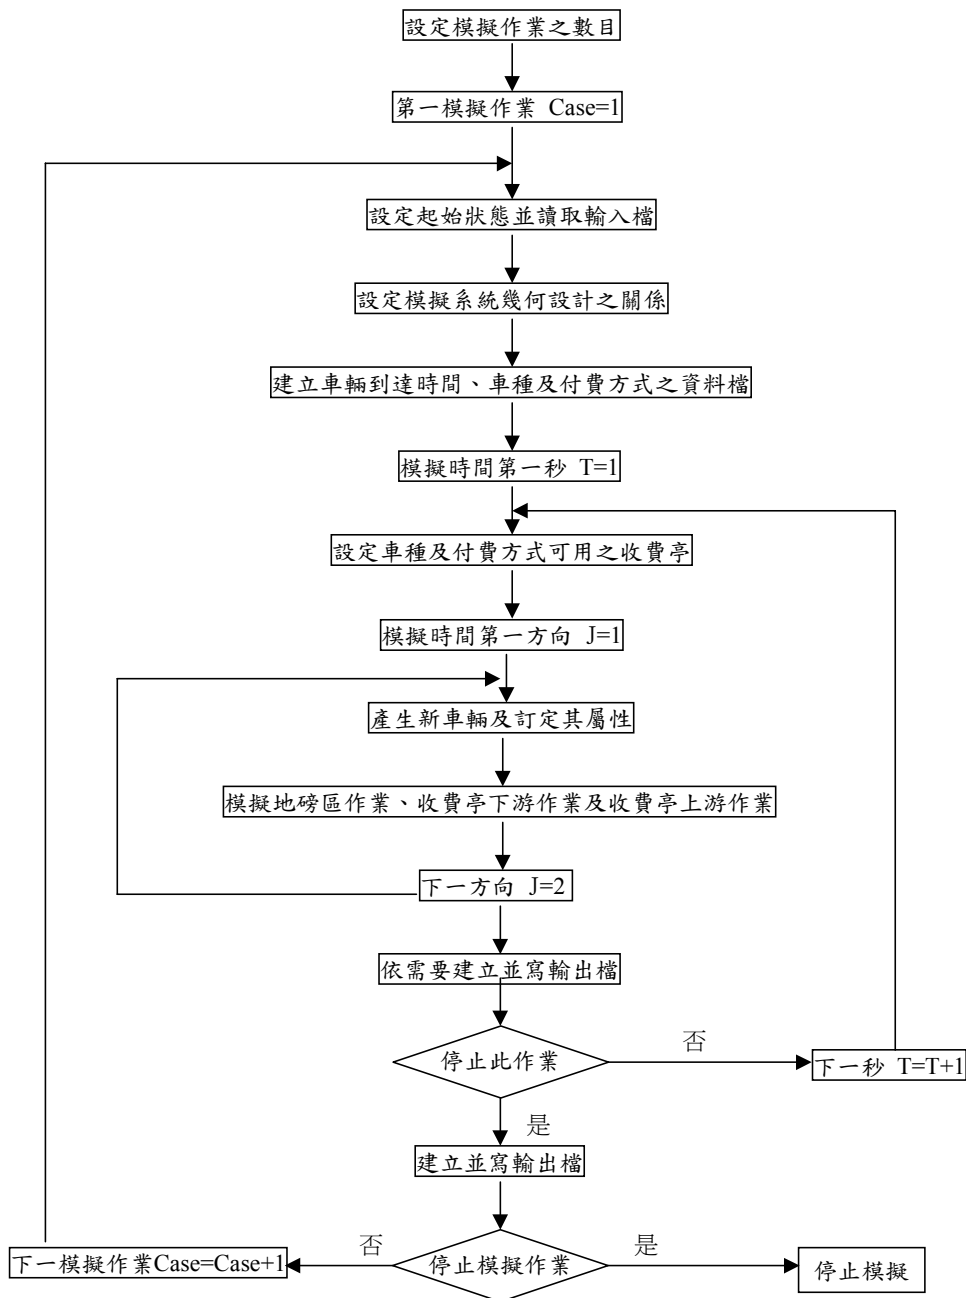 設定模擬作業之數目
第一模擬作業 Case=1
設定起始狀態並讀取輸入檔
設定模擬系統幾何設計之關係
建立車輛到達時間、車種及付費方式之資料檔
模擬時間第一秒 T=1
設定車種及付費方式可用之收費亭
模擬時間第一方向 J=1
產生新車輛及訂定其屬性
模擬地磅區作業、收費亭下游作業及收費亭上游作業
下一方向 J=2
依需要建立並寫輸出檔
停止此作業
否
下一秒 T=T+1
是
建立並寫輸出檔
下一模擬作業Case=Case+1
否
停止模擬作業
是
停止模擬